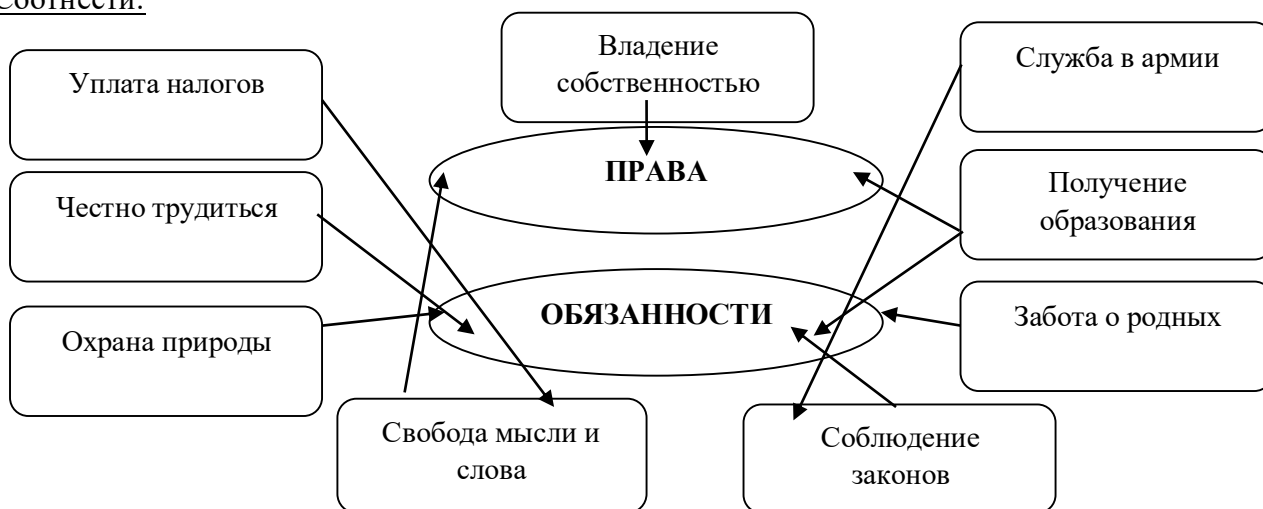 Соотнести:
Владение
собственностью
Служба в армии
Уплата налогов
ПРАВА
Получение
образования
Честно трудиться
ОБЯЗАННОСТИ
Забота о родных
Охрана природы
Свобода мысли и
слова
Соблюдение
законов